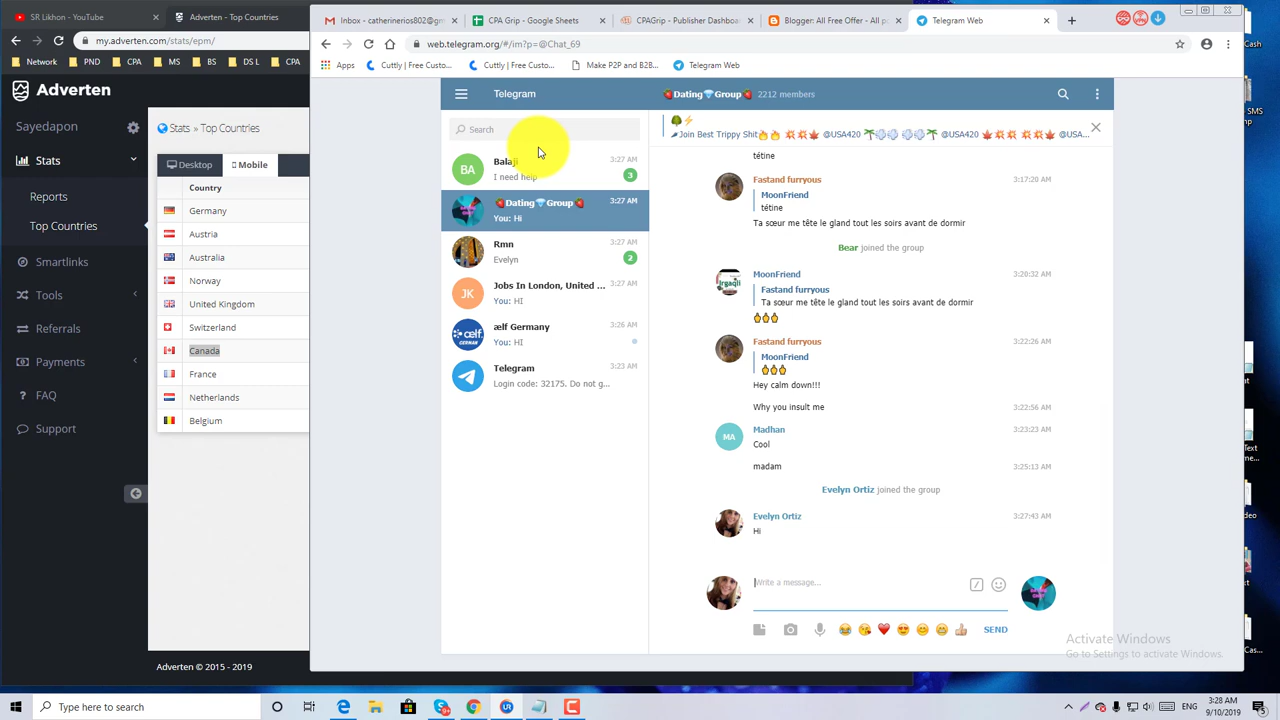 SR Likhon - YouTube
Adverten - Top Countries
Inbox - catherinerios802@gm
CPA Grip - Google Sheets
CPAGrip - Publisher Dashboa
Blogger: All Free Offer - All po
Telegram Web
my.adverten.com/stats/epm/
web.telegram.org/#/im?p=@Chat_69
Network
PND
CPA
MS
BS
DS L
CPA
Apps
Cuttly | Free Custo...
Cuttly | Free Custo...
Make P2P and B2B...
Telegram Web
Adverten
Sayedapon
Stats
Reports
Top Countries
Smartlinks
Tools
Referrals
Payments
FAQ
Support
Adverten © 2015 - 2019
Stats » Top Countries
Desktop
Mobile
Country
Germany
Austria
Australia
Norway
United Kingdom
Switzerland
Canada
France
Netherlands
Belgium
Telegram
🍓Dating💎Group🍓 2212 members
Search
BA
Balaji
3:27 AM
I need help
3
🍓Dating💎Group🍓
3:27 AM
You: Hi
Rmn
3:27 AM
Evelyn
2
JK
Jobs In London, United ...
3:27 AM
You: HI
ælf
GERMAN
ælf Germany
3:26 AM
You: HI
Telegram
3:23 AM
Login code: 32175. Do not g...
Join Best Trippy Shit @USA420 @USA420 @USA...
tétine
Fastand furryous
3:17:20 AM
MoonFriend
tétine
Ta sœur me tête le gland tout les soirs avant de dormir
Bear joined the group
MoonFriend
3:20:32 AM
Fastand furryous
Ta sœur me tête le gland tout les soirs avant de dormir
Fastand furryous
3:22:26 AM
MoonFriend
Hey calm down!!!
Why you insult me
3:22:56 AM
MA
Madhan
3:23:23 AM
Cool
madam
3:25:13 AM
Evelyn Ortiz joined the group
Evelyn Ortiz
3:27:43 AM
Hi
Write a message...
SEND
Activate Windows
Go to Settings to activate Windows.
Type here to search
3:28 AM
9/10/2019